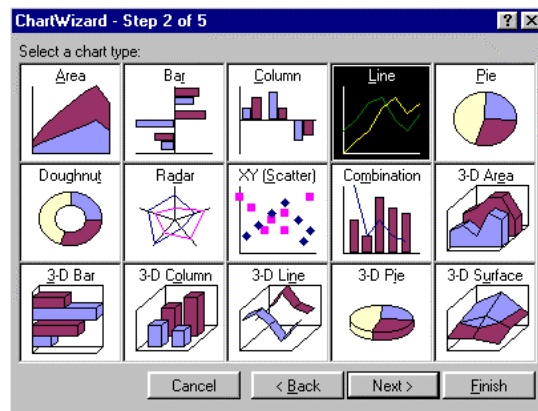 ChartWizard - Step 2 of 5
Select a chart type:
Area Bar Column Line Pie
Doughnut Radar XY (Scatter) Combination 3-D Area
3-D Bar 3-D Column 3-D Line 3-D Pie 3-D Surface
Cancel < Back Next > Finish